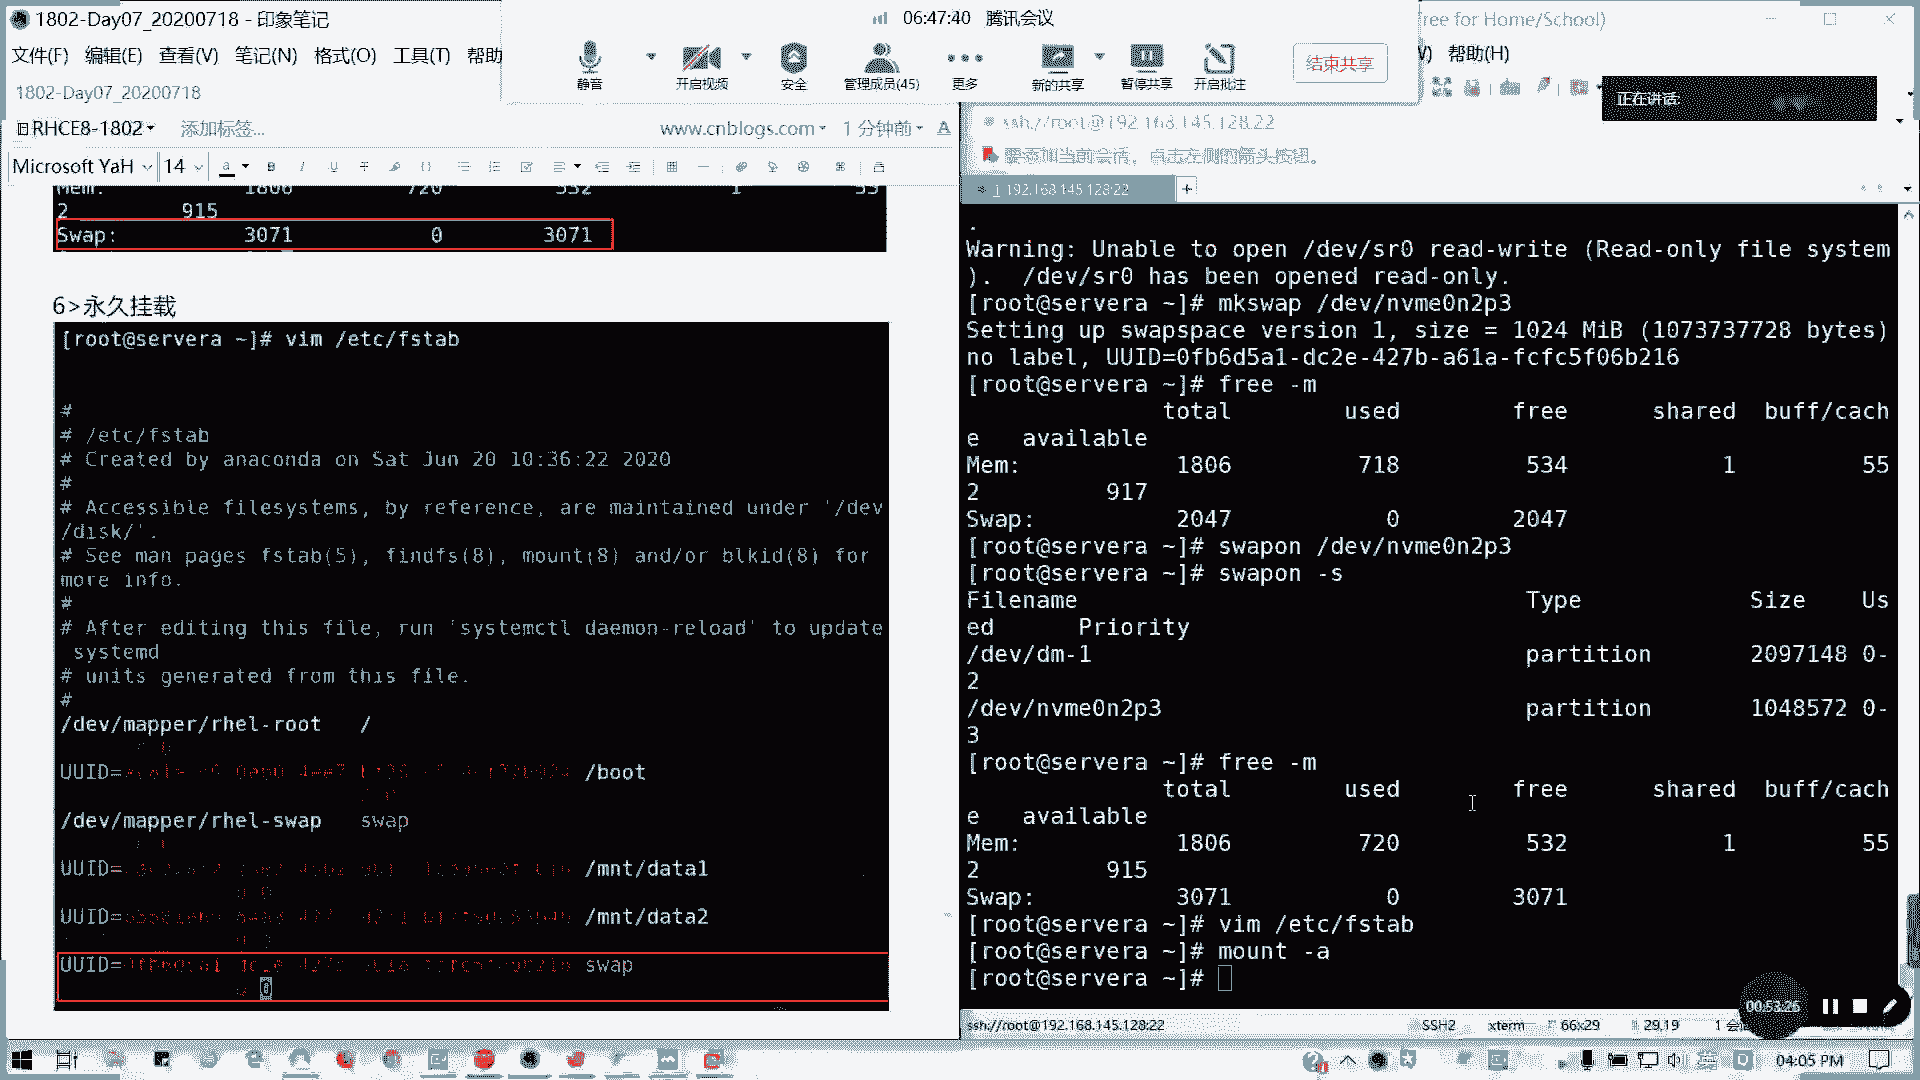 1802-Day07_20200718 - 印象笔记
06:47:40 腾讯会议
ree for Home/School)
文件(F) 编辑(E) 查看(V) 笔记(N) 格式(O) 工具(T) 帮助
静音 开启视频 安全 管理成员(45) 更多 新的共享 暂停共享 开启批注
结束共享
V) 帮助(H)
正在讲话:
1802-Day07_20200718
RHCE8-1802 添加标签...
www.cnblogs.com 1 分钟前
Microsoft YaH 14
Mem: 1806 720 532 1 55
2 915
Swap: 3071 0 3071
6>永久挂载
[root@servera ~]# vim /etc/fstab
#
# /etc/fstab
# Created by anaconda on Sat Jun 20 10:36:22 2020
#
# Accessible filesystems, by reference, are maintained under '/dev
/disk/'.
# See man pages fstab(5), findfs(8), mount(8) and/or blkid(8) for
more info.
#
# After editing this file, run 'systemctl daemon-reload' to update
systemd
# units generated from this file.
#
/dev/mapper/rhel-root /
UUID= /boot
/dev/mapper/rhel-swap swap
UUID= /mnt/data1
UUID= /mnt/data2
UUID= swap
0
ssh://root@192.168.145.128:22
要添加当前会话，点击左侧的箭头按钮。
1 192.168.145.128:22
.
Warning: Unable to open /dev/sr0 read-write (Read-only file system
). /dev/sr0 has been opened read-only.
[root@servera ~]# mkswap /dev/nvme0n2p3
Setting up swapspace version 1, size = 1024 MiB (1073737728 bytes)
no label, UUID=0fb6d5a1-dc2e-427b-a61a-fcfc5f06b216
[root@servera ~]# free -m
total used free shared buff/cach
e available
Mem: 1806 718 534 1 55
2 917
Swap: 2047 0 2047
[root@servera ~]# swapon /dev/nvme0n2p3
[root@servera ~]# swapon -s
Filename Type Size Us
ed Priority
/dev/dm-1 partition 2097148 0-
2
/dev/nvme0n2p3 partition 1048572 0-
3
[root@servera ~]# free -m
total used free shared buff/cach
e available
Mem: 1806 720 532 1 55
2 915
Swap: 3071 0 3071
[root@servera ~]# vim /etc/fstab
[root@servera ~]# mount -a
[root@servera ~]#
00:53:25
ssh://root@192.168.145.128:22 SSH2 xterm 66x29 29,19 1 会
04:05 PM